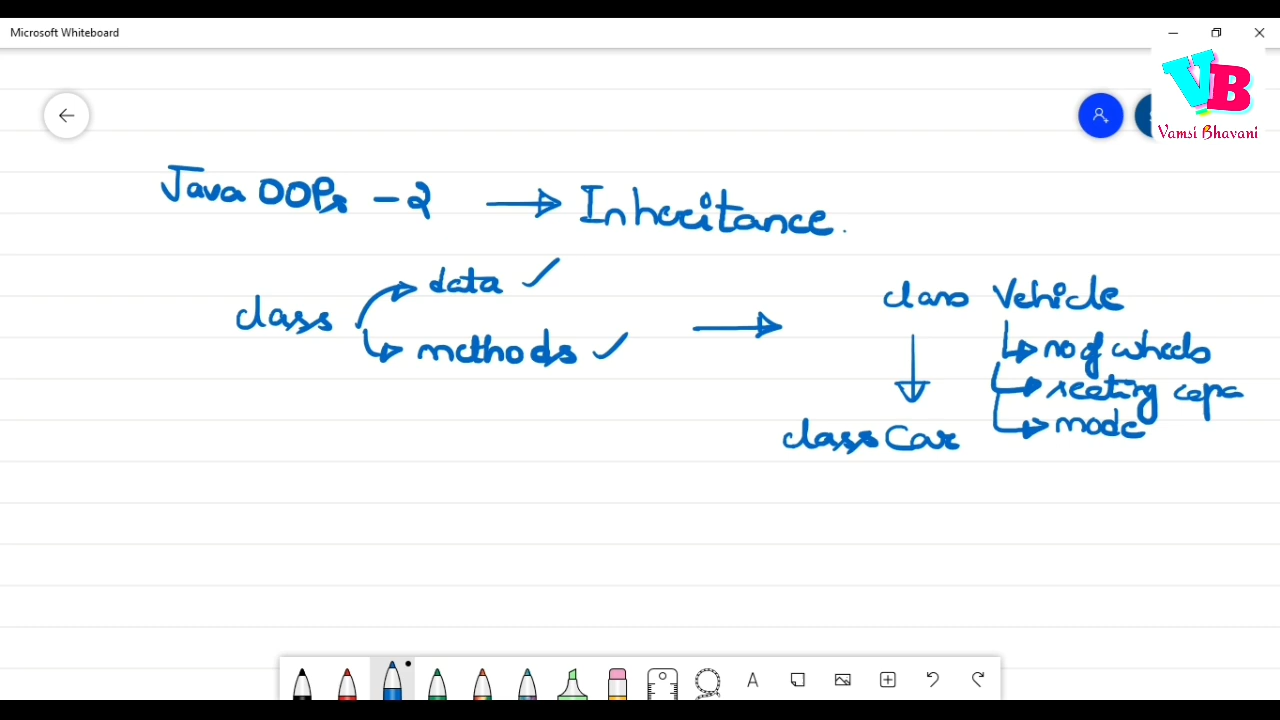 Microsoft Whiteboard
VB
Vamsi Bhavani
Java OOPs - 2 → Inheritance.
class
data ✓
methods ✓
→
class Vehicle
no of wheels
seating capa
mode
class Car
A